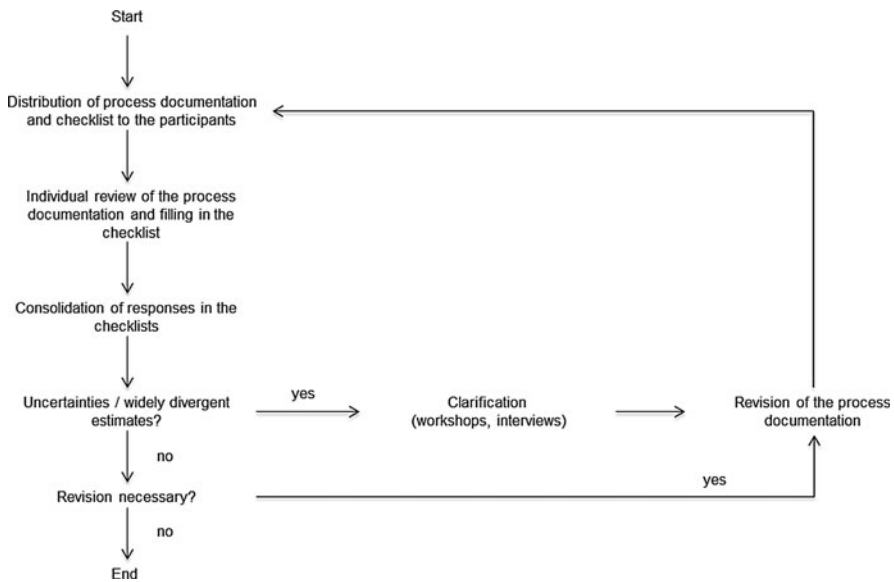 Start
Distribution of process documentation
and checklist to the participants
Individual review of the process
documentation and filling in the
checklist
Consolidation of responses in the
checklists
Uncertainties / widely divergent
estimates?
yes
Clarification
(workshops, interviews)
Revision of the process
documentation
no
Revision necessary?
yes
no
End